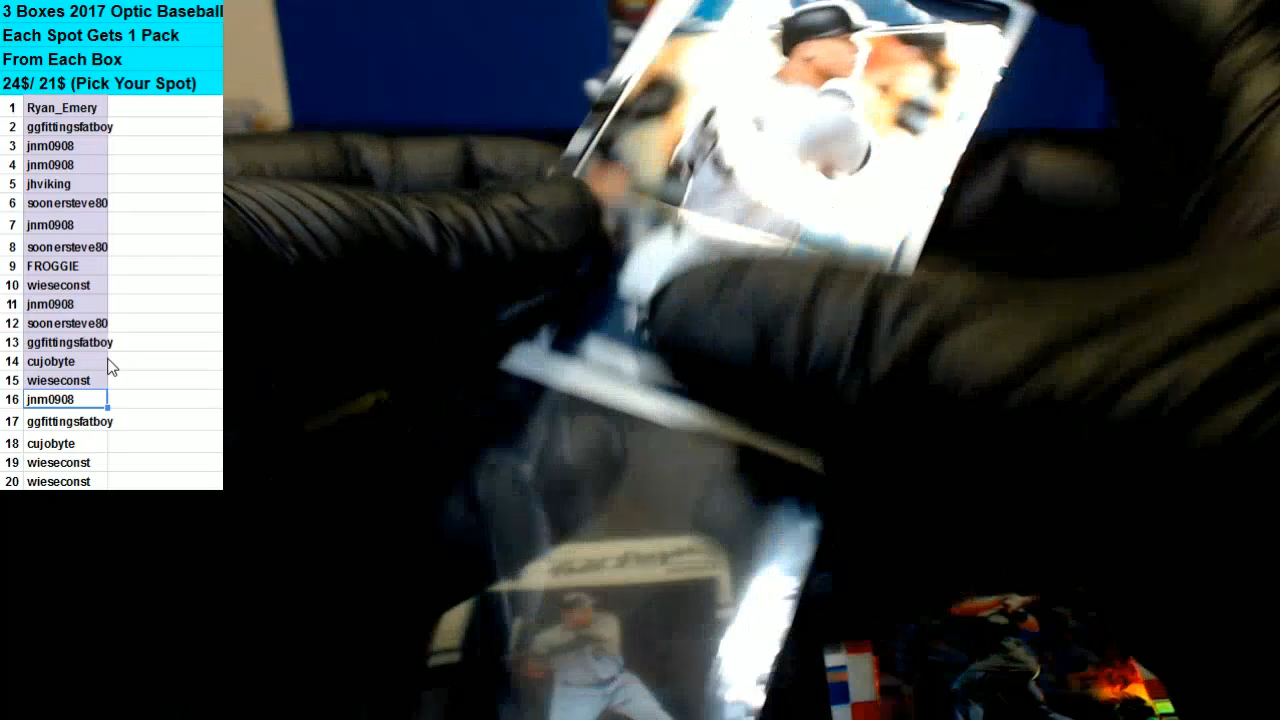 3 Boxes 2017 Optic Baseball
Each Spot Gets 1 Pack
From Each Box
24$/ 21$ (Pick Your Spot)
1 Ryan_Emery
2 ggfittingsfatboy
3 jnm0908
4 jnm0908
5 jhviking
6 soonersteve80
7 jnm0908
8 soonersteve80
9 FROGGIE
10 wieseconst
11 jnm0908
12 soonersteve80
13 ggfittingsfatboy
14 cujobyte
15 wieseconst
16 jnm0908
17 ggfittingsfatboy
18 cujobyte
19 wieseconst
20 wieseconst